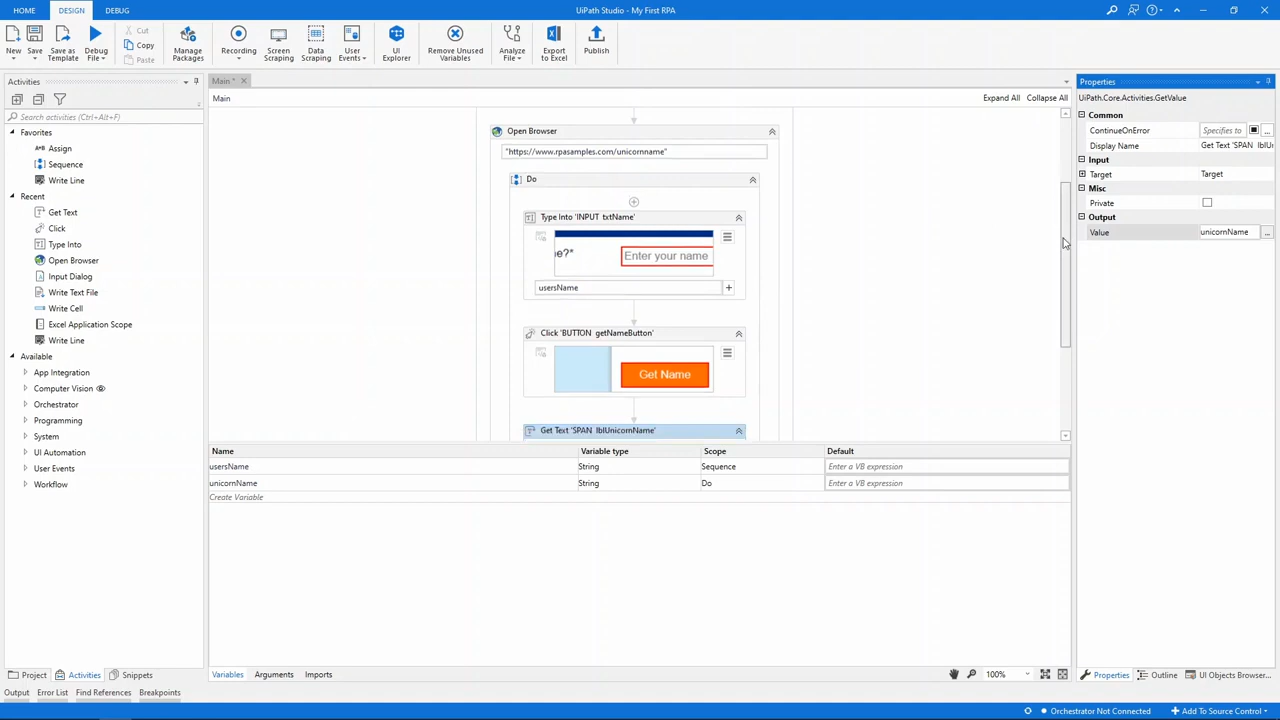 HOME
DESIGN
DEBUG
UiPath Studio - My First RPA
New
Save
Save as Template
Debug File
Cut
Copy
Paste
Manage Packages
Recording
Screen Scraping
Data Scraping
User Events
UI Explorer
Remove Unused Variables
Analyze File
Export to Excel
Publish
Activities
Search activities (Ctrl+Alt+F)
Favorites
Assign
Sequence
Write Line
Recent
Get Text
Click
Type Into
Open Browser
Input Dialog
Write Text File
Write Cell
Excel Application Scope
Write Line
Available
App Integration
Computer Vision
Orchestrator
Programming
System
UI Automation
User Events
Workflow
Project
Activities
Snippets
Main *
Main
Expand All
Collapse All
Open Browser
"https://www.rpasamples.com/unicornname"
Do
Type Into 'INPUT txtName'
e?*
Enter your name
usersName
Click 'BUTTON getNameButton'
Get Name
Get Text 'SPAN lblUnicornName'
Name Variable type Scope Default
usersName String Sequence Enter a VB expression
unicornName String Do Enter a VB expression
Create Variable
Variables
Arguments
Imports
100%
Properties
UiPath.Core.Activities.GetValue
Common
ContinueOnError Specifies to ...
Display Name Get Text 'SPAN lblU
Input
Target Target
Misc
Private
Output
Value unicornName ...
Properties
Outline
UI Objects Browser...
Output
Error List
Find References
Breakpoints
Orchestrator Not Connected
Add To Source Control